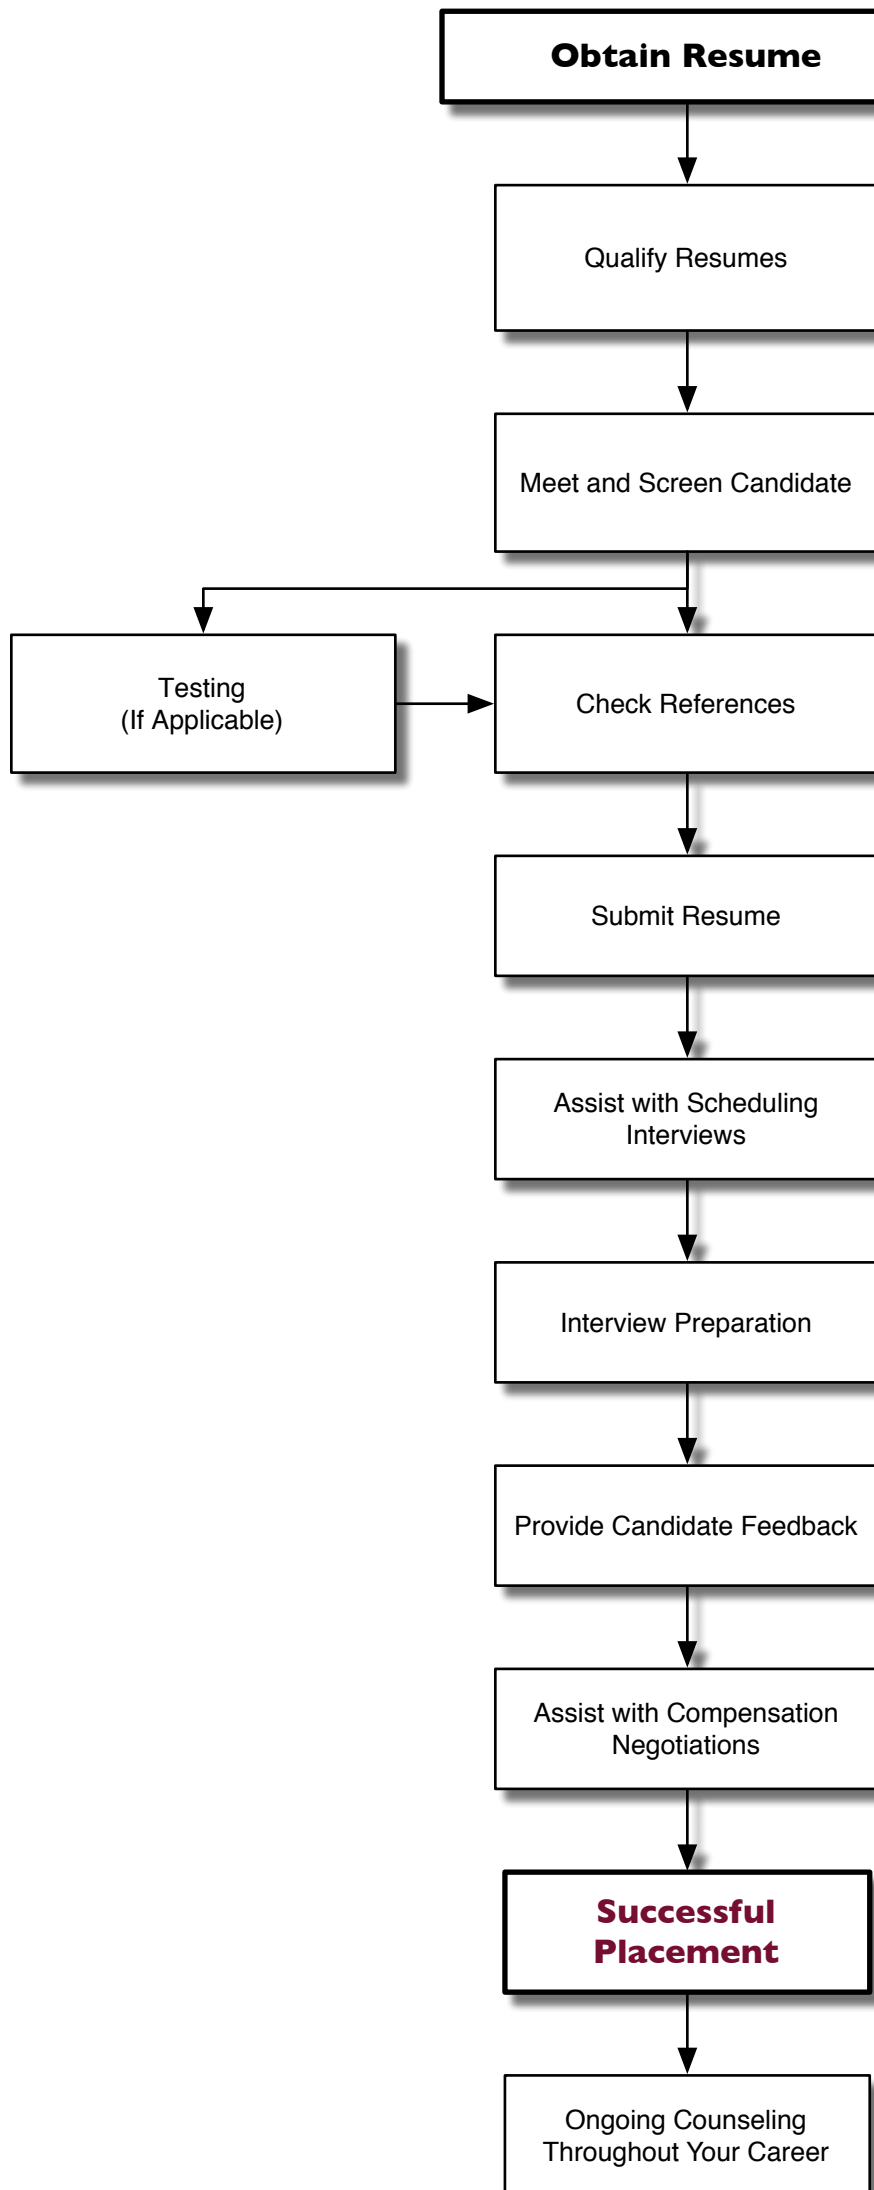 Obtain Resume
Qualify Resumes
Meet and Screen Candidate
Testing
(If Applicable)
Check References
Submit Resume
Assist with Scheduling
Interviews
Interview Preparation
Provide Candidate Feedback
Assist with Compensation
Negotiations
Successful
Placement
Ongoing Counseling
Throughout Your Career